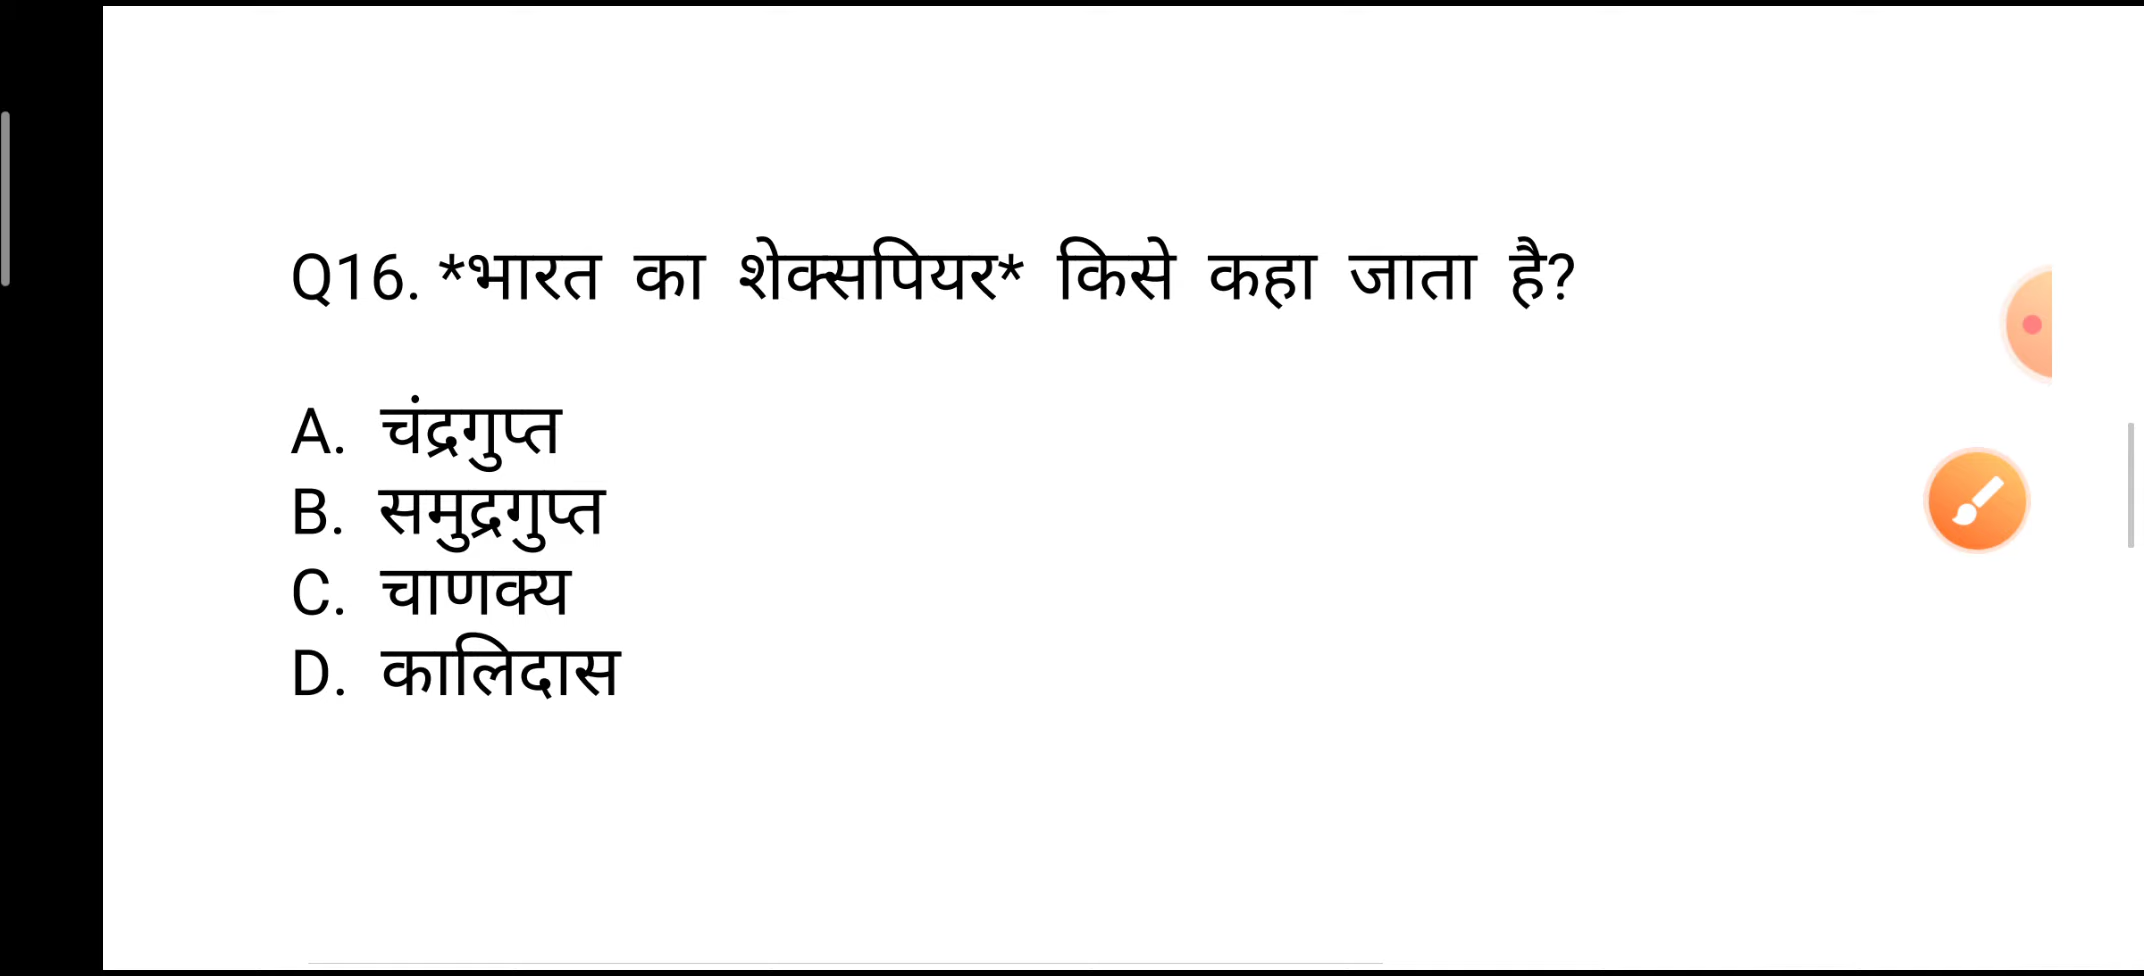 Q16. *भारत का शेक्सपियर* किसे कहा जाता है?
A. चंद्रगुप्त
B. समुद्रगुप्त
C. चाणक्य
D. कालिदास